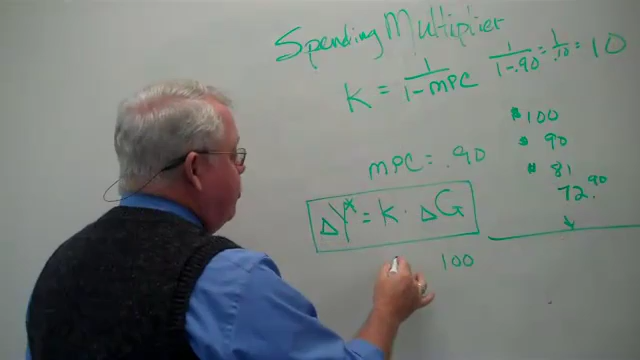 Spending Multiplier
K = 1/(1 - MPC) 1/(1-.90) = 1/.10 = 10
MPC = .90
ΔY* = K · ΔG
100
$100
$ 90
$ 81
72.90
↓